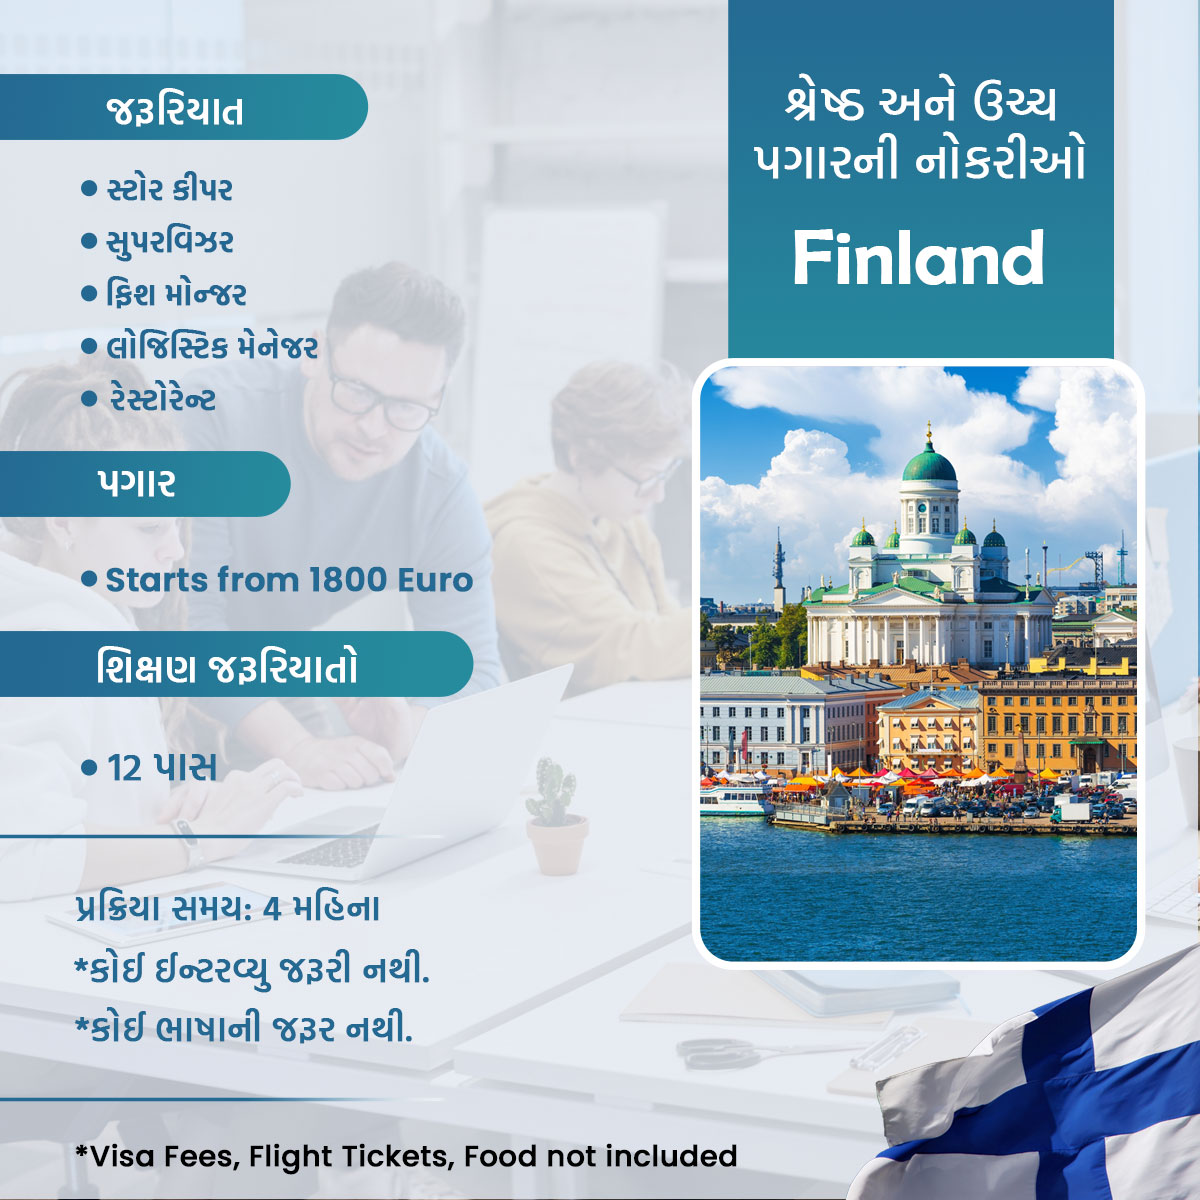 શ્રેષ્ઠ અને ઉચ્ચ
પગારની નોકરીઓ
Finland
જરૂરિયાત
• સ્ટોર કીપર
• સુપરવિઝર
• ફિશ મોન્જર
• લોજિસ્ટિક મેનેજર
• રેસ્ટોરેન્ટ
પગાર
• Starts from 1800 Euro
શિક્ષણ જરૂરિયાતો
• 12 પાસ
પ્રક્રિયા સમય: 4 મહિના
*કોઈ ઈન્ટરવ્યુ જરૂરી નથી.
*કોઈ ભાષાની જરૂર નથી.
*Visa Fees, Flight Tickets, Food not included